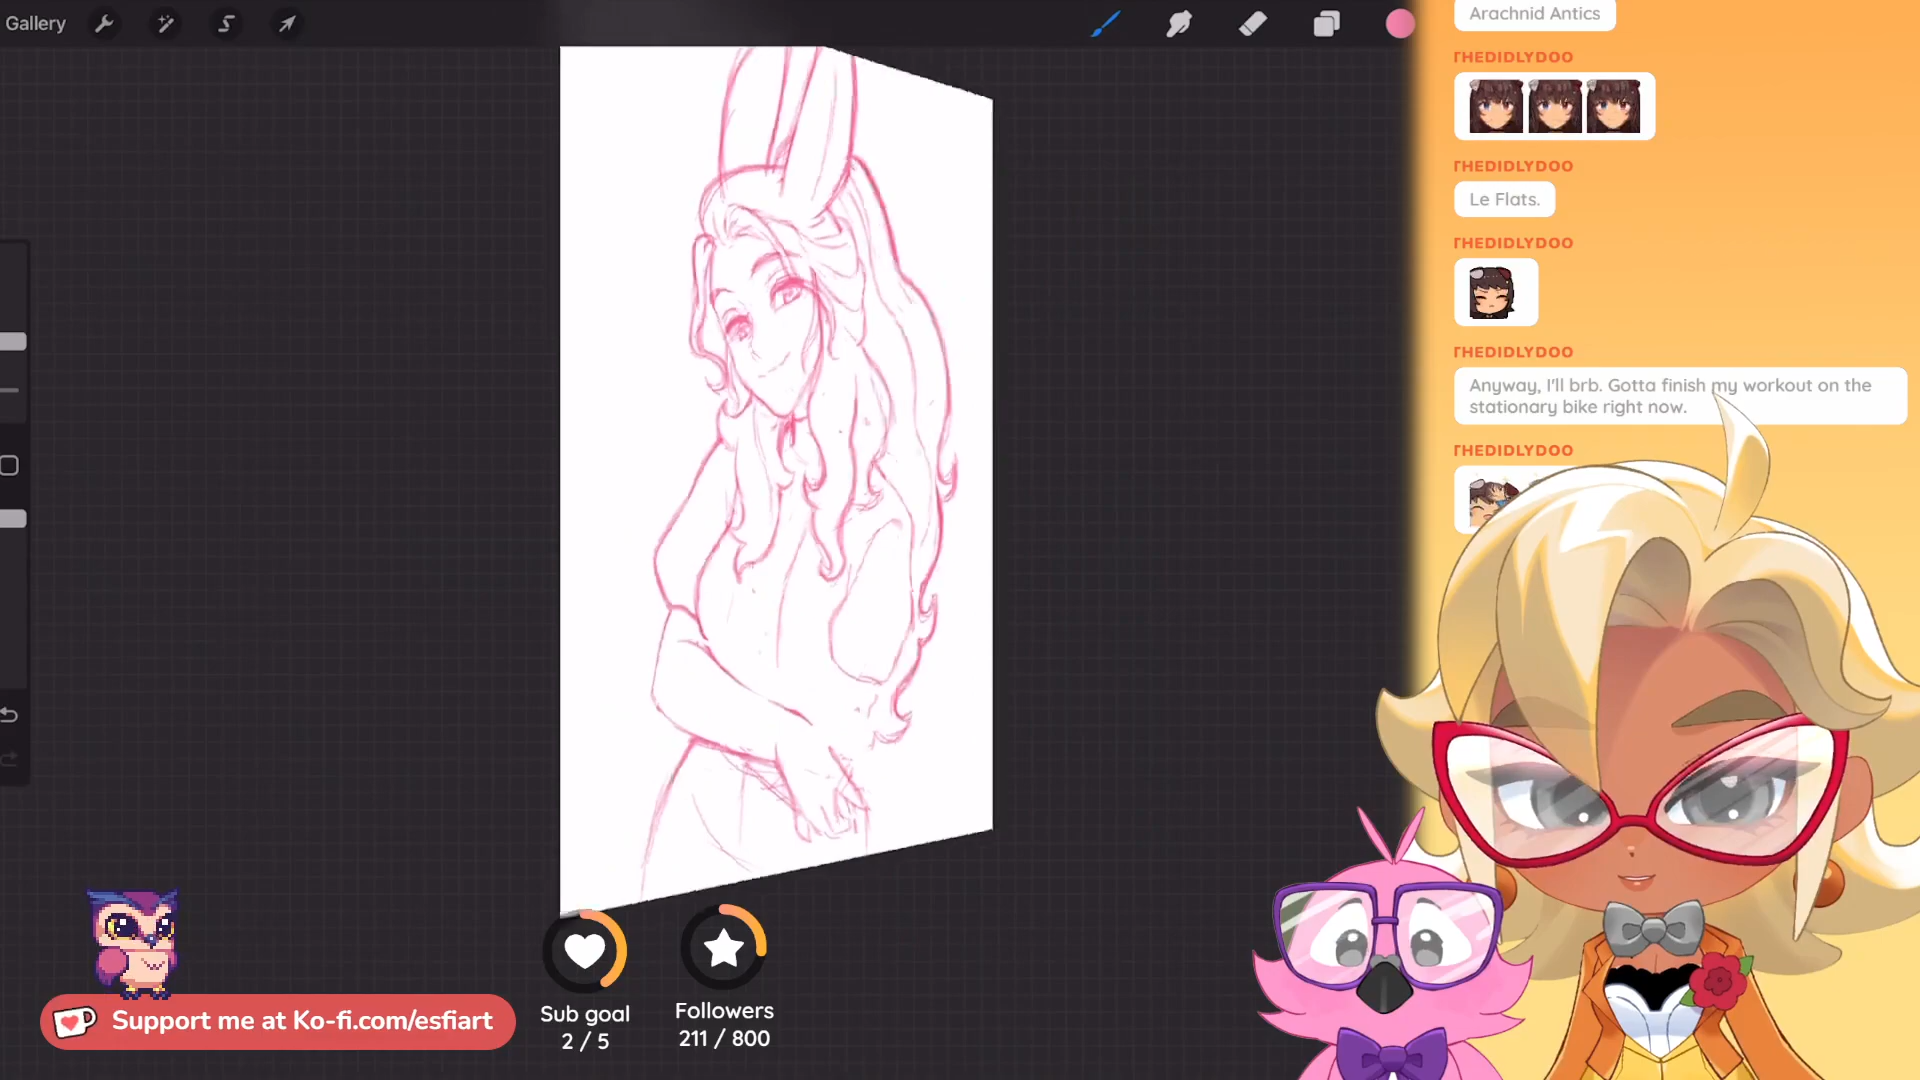 Gallery
Arachnid Antics
THEDIDLYDOO
THEDIDLYDOO
Le Flats.
THEDIDLYDOO
THEDIDLYDOO
Anyway, I'll brb. Gotta finish my workout on the
stationary bike right now.
THEDIDLYDOO
Support me at Ko-fi.com/esfiart
Sub goal
2 / 5
Followers
211 / 800